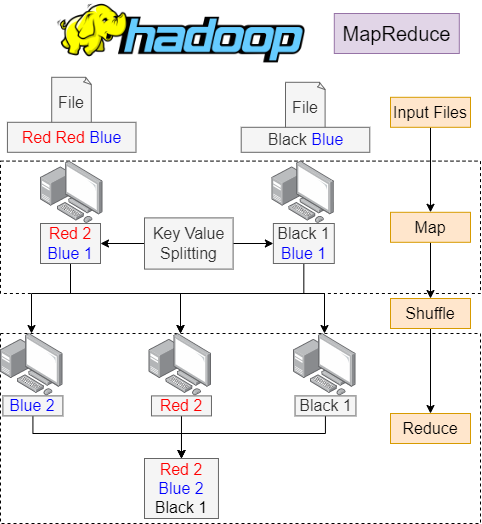 hadoop
MapReduce
File
Red Red Blue
File
Black Blue
Input Files
Red 2
Blue 1
Key Value
Splitting
Black 1
Blue 1
Map
Shuffle
Blue 2
Red 2
Black 1
Reduce
Red 2
Blue 2
Black 1